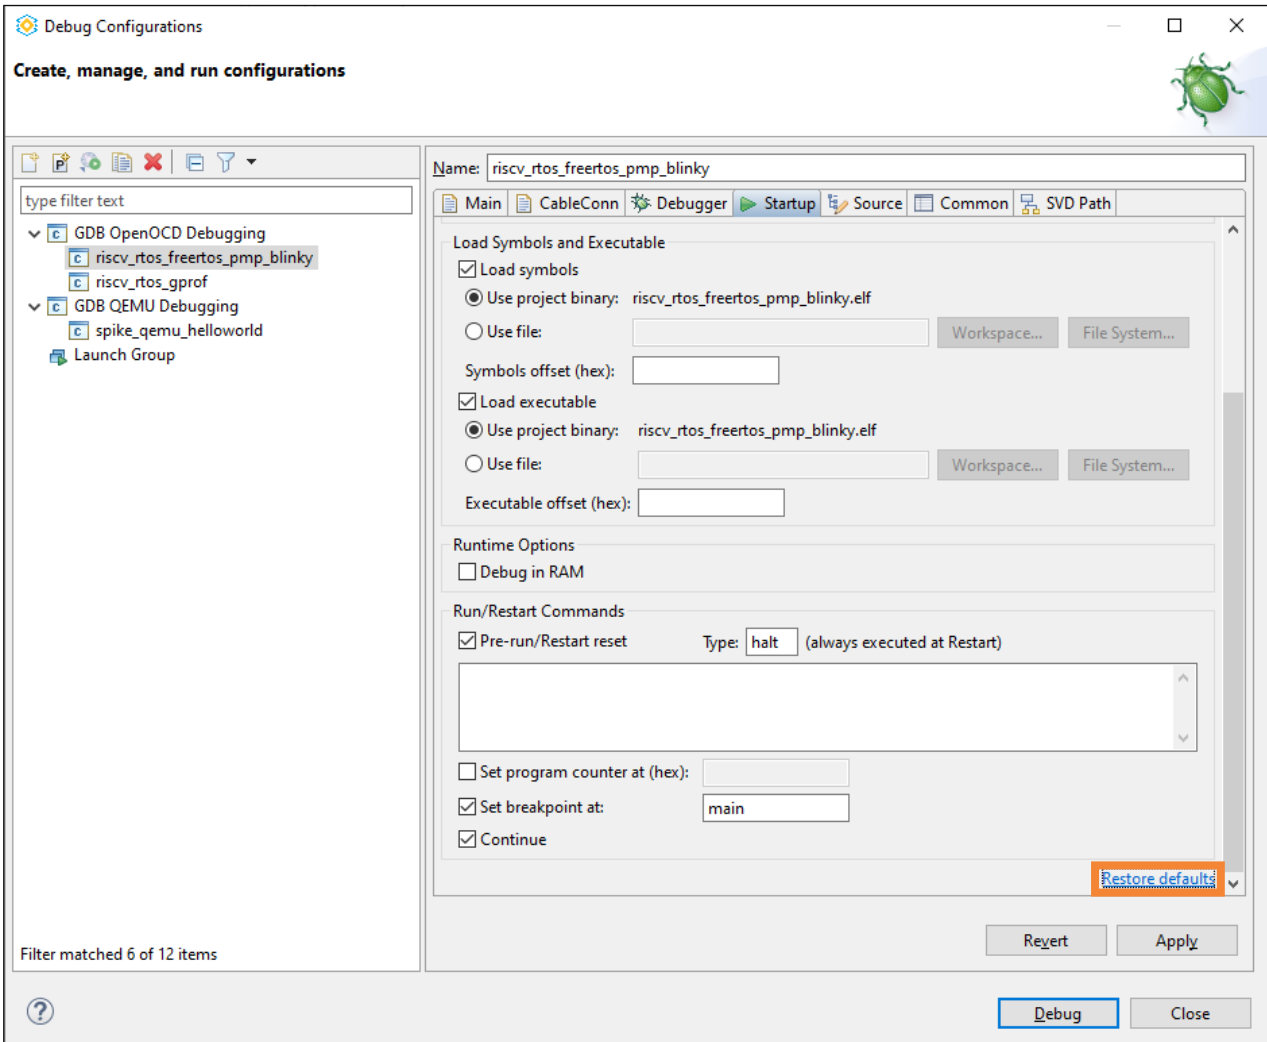 Debug Configurations
Create, manage, and run configurations
type filter text
GDB OpenOCD Debugging
riscv_rtos_freertos_pmp_blinky
riscv_rtos_gprof
GDB QEMU Debugging
spike_qemu_helloworld
Launch Group
Filter matched 6 of 12 items
Name: riscv_rtos_freertos_pmp_blinky
Main CableConn Debugger Startup Source Common SVD Path
Load Symbols and Executable
Load symbols
Use project binary: riscv_rtos_freertos_pmp_blinky.elf
Use file: Workspace... File System...
Symbols offset (hex):
Load executable
Use project binary: riscv_rtos_freertos_pmp_blinky.elf
Use file: Workspace... File System...
Executable offset (hex):
Runtime Options
Debug in RAM
Run/Restart Commands
Pre-run/Restart reset Type: halt (always executed at Restart)
Set program counter at (hex):
Set breakpoint at: main
Continue
Restore defaults
Revert Apply
Debug Close